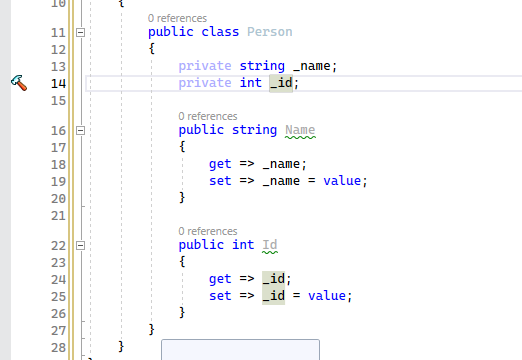 10 {
0 references
11 public class Person
12 {
13 private string _name;
14 private int _id;
15
0 references
16 public string Name
17 {
18 get => _name;
19 set => _name = value;
20 }
21
0 references
22 public int Id
23 {
24 get => _id;
25 set => _id = value;
26 }
27 }
28 }
}